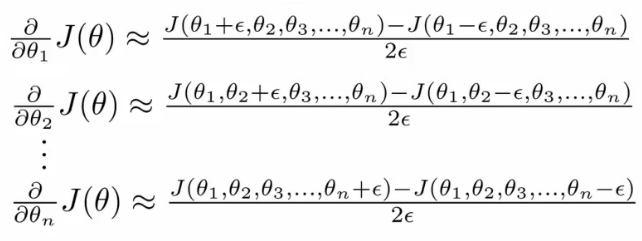 ∂/∂θ₁ J(θ) ≈ (J(θ₁+ϵ,θ₂,θ₃,...,θₙ)−J(θ₁−ϵ,θ₂,θ₃,...,θₙ))/2ϵ
∂/∂θ₂ J(θ) ≈ (J(θ₁,θ₂+ϵ,θ₃,...,θₙ)−J(θ₁,θ₂−ϵ,θ₃,...,θₙ))/2ϵ
⋮
∂/∂θₙ J(θ) ≈ (J(θ₁,θ₂,θ₃,...,θₙ+ϵ)−J(θ₁,θ₂,θ₃,...,θₙ−ϵ))/2ϵ